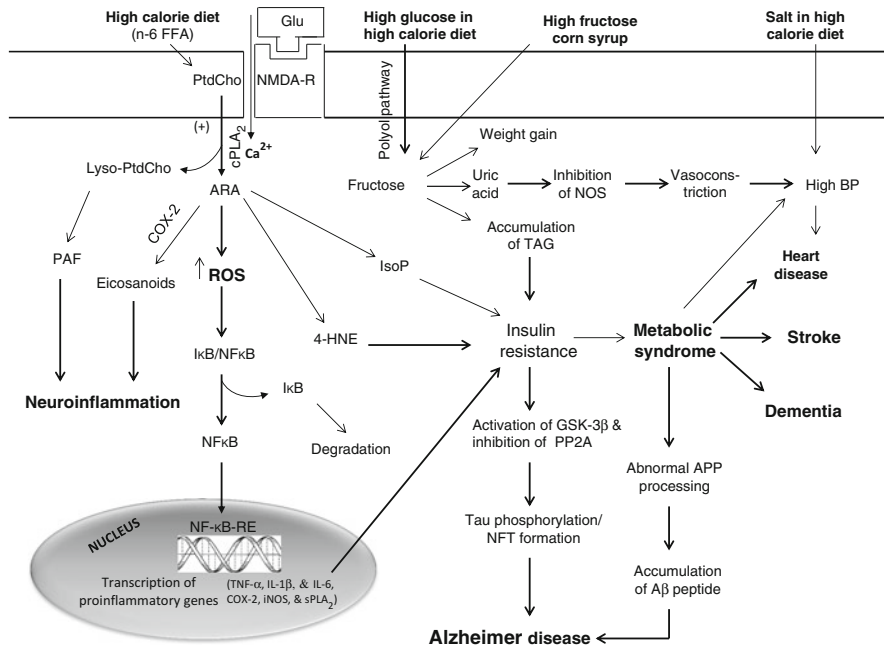 High calorie diet
(n-6 FFA)
Glu
High glucose in
high calorie diet
High fructose
corn syrup
Salt in high
calorie diet
PtdCho
NMDA-R
Polyol pathway
(+)
cPLA2
Ca2+
Weight gain
Lyso-PtdCho
ARA
Fructose
Uric
acid
Inhibition
of NOS
Vasocons-
triction
High BP
COX-2
Accumulation
of TAG
PAF
Eicosanoids
ROS
IsoP
Heart
disease
4-HNE
Insulin
resistance
Metabolic
syndrome
Stroke
IκB/NFκB
Neuroinflammation
IκB
Dementia
NFκB
Degradation
Activation of GSK-3β &
inhibition of PP2A
Abnormal APP
processing
NUCLEUS
NF-κB-RE
Tau phosphorylation/
NFT formation
Transcription of
proinflammatory genes
(TNF-α, IL-1β, & IL-6,
COX-2, iNOS, & sPLA2)
Accumulation
of Aβ peptide
Alzheimer disease